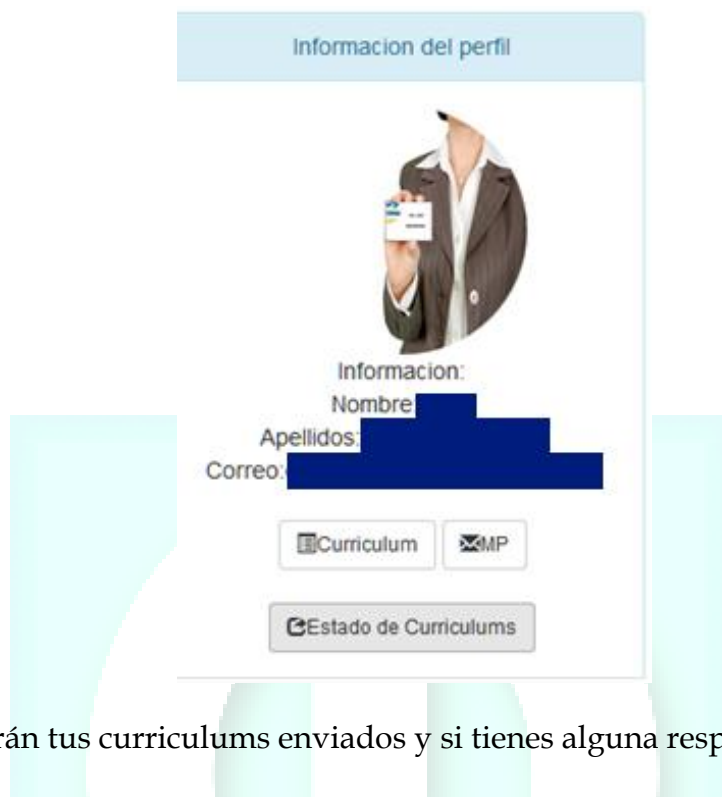 Informacion del perfil
Informacion:
Nombre
Apellidos:
Correo:
Curriculum MP
Estado de Curriculums
rán tus curriculums enviados y si tienes alguna resp